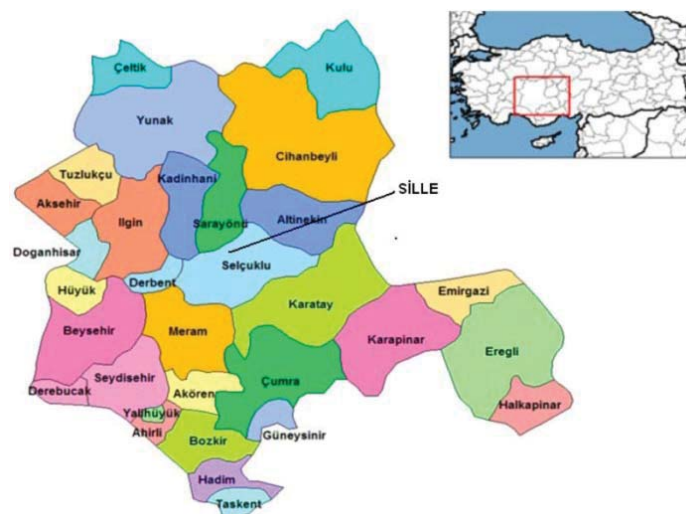 Çeltik
Kulu
Yunak
Cihanbeyli
Tuzlukçu
Kadinhani
SİLLE
Aksehir
Ilgin
Sarayönü
Altinekin
Doganhisar
Selçuklu
Derbent
Hüyük
Emirgazi
Karatay
Beysehir
Meram
Karapinar
Eregli
Seydisehir
Çumra
Derebucak
Akören
Halkapinar
Yalihüyük
Ahirli
Güneysinir
Bozkir
Hadim
Taskent